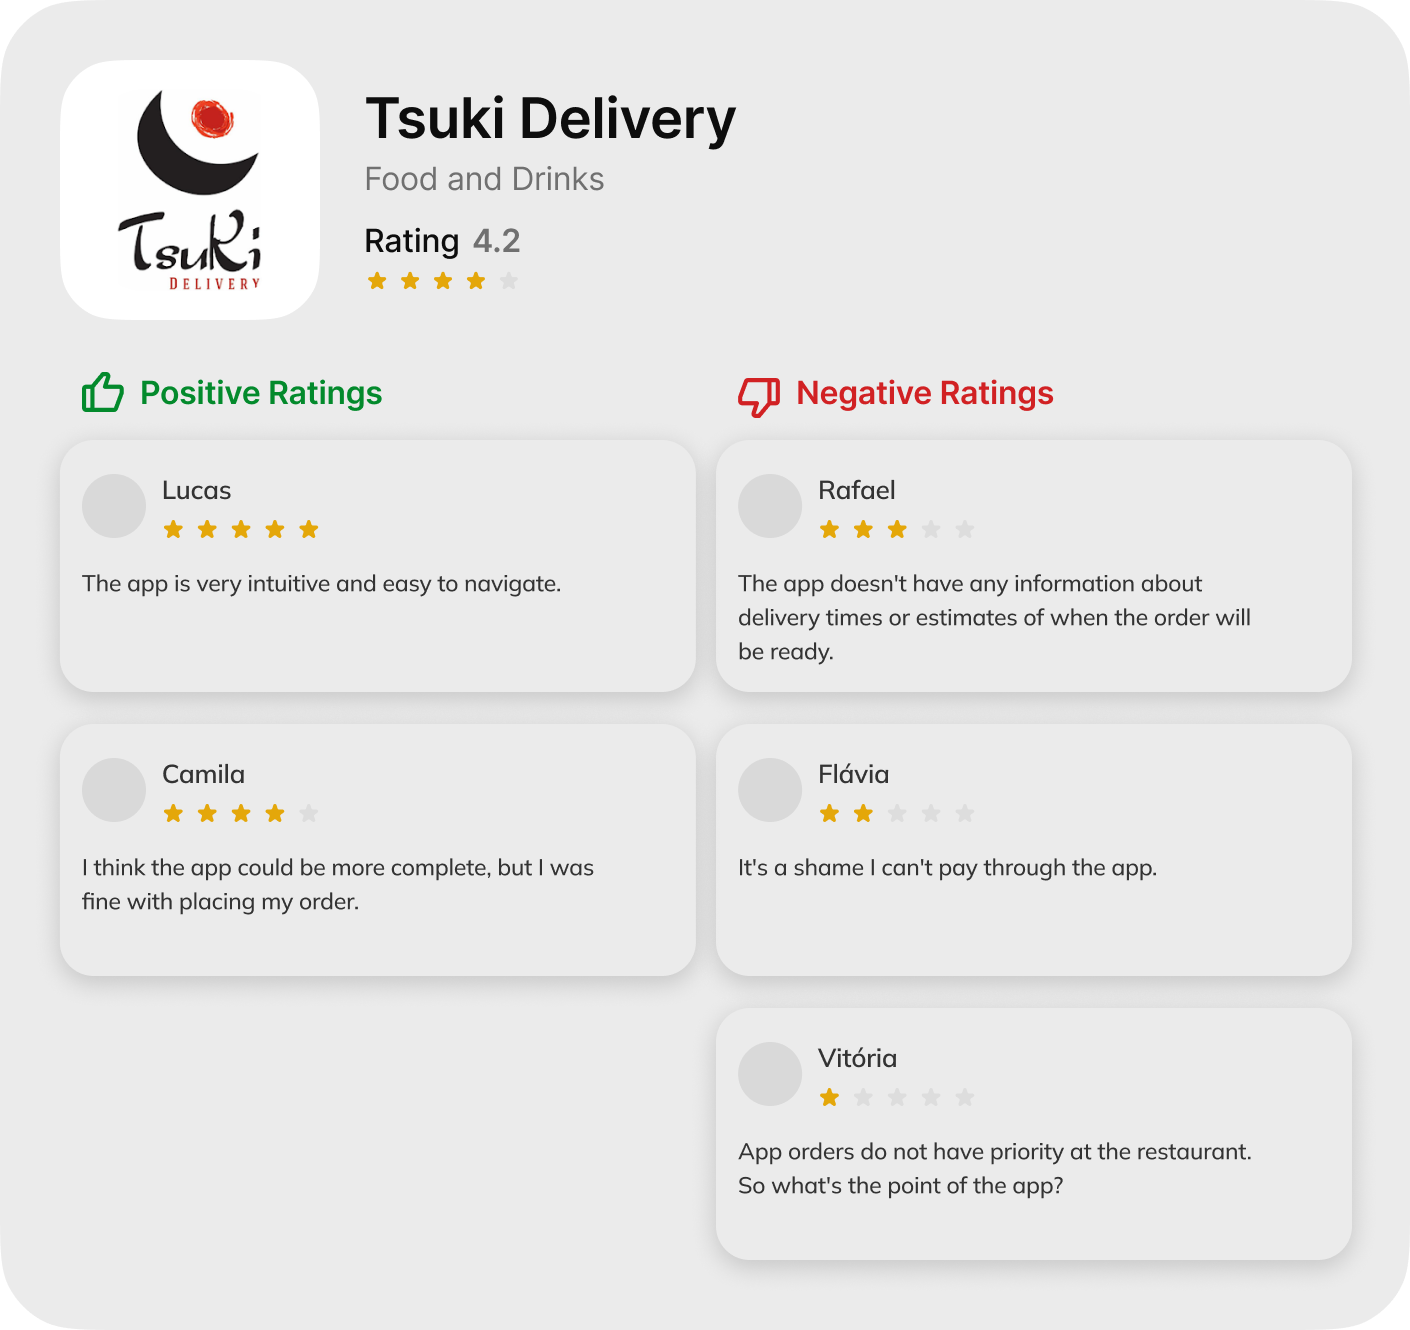 Tsuki
DELIVERY
Tsuki Delivery
Food and Drinks
Rating 4.2
Positive Ratings
Lucas
The app is very intuitive and easy to navigate.
Camila
I think the app could be more complete, but I was
fine with placing my order.
Negative Ratings
Rafael
The app doesn't have any information about
delivery times or estimates of when the order will
be ready.
Flávia
It's a shame I can't pay through the app.
Vitória
App orders do not have priority at the restaurant.
So what's the point of the app?